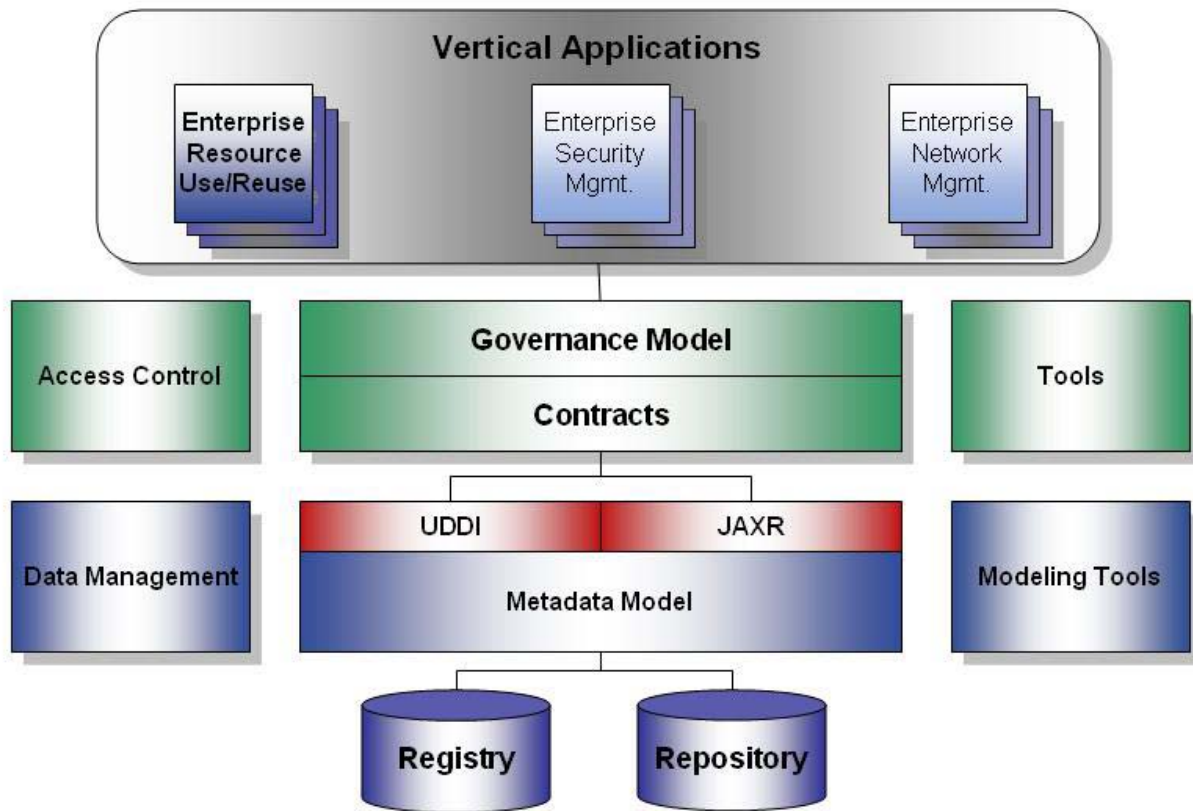 Vertical Applications
Enterprise
Resource
Use/Reuse
Enterprise
Security
Mgmt.
Enterprise
Network
Mgmt.
Access Control
Governance Model
Contracts
Tools
Data Management
UDDI
JAXR
Metadata Model
Modeling Tools
Registry
Repository